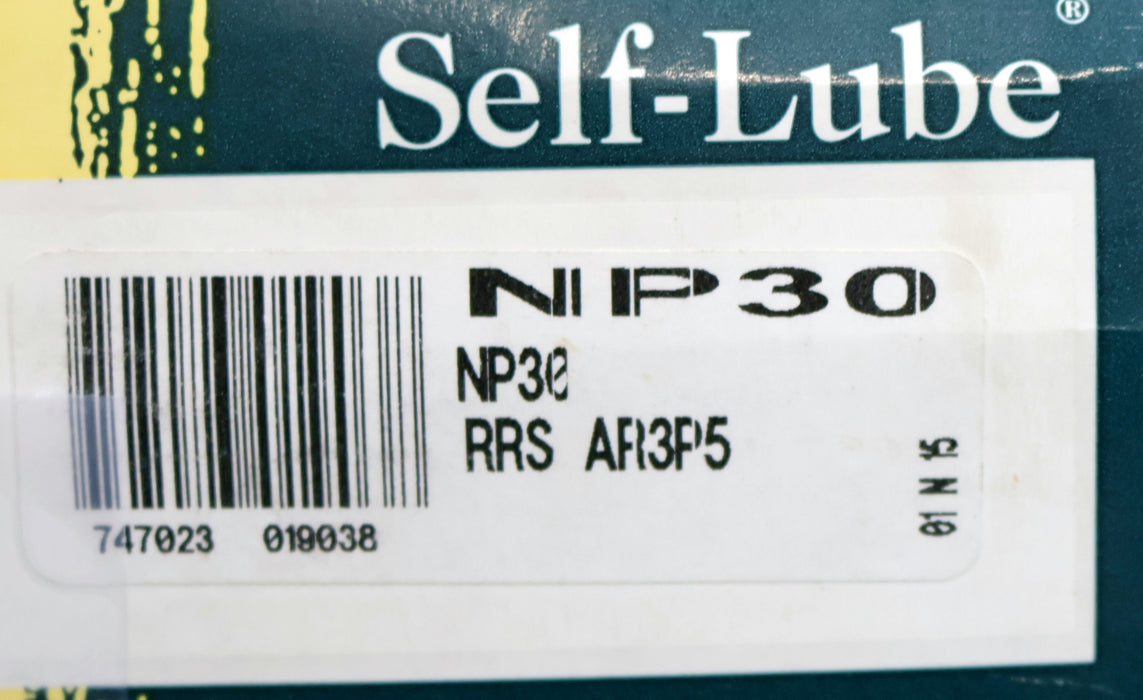 Self-Lube®
NP30
NP30
RRS AR3P5
747023 019038
01 N 15